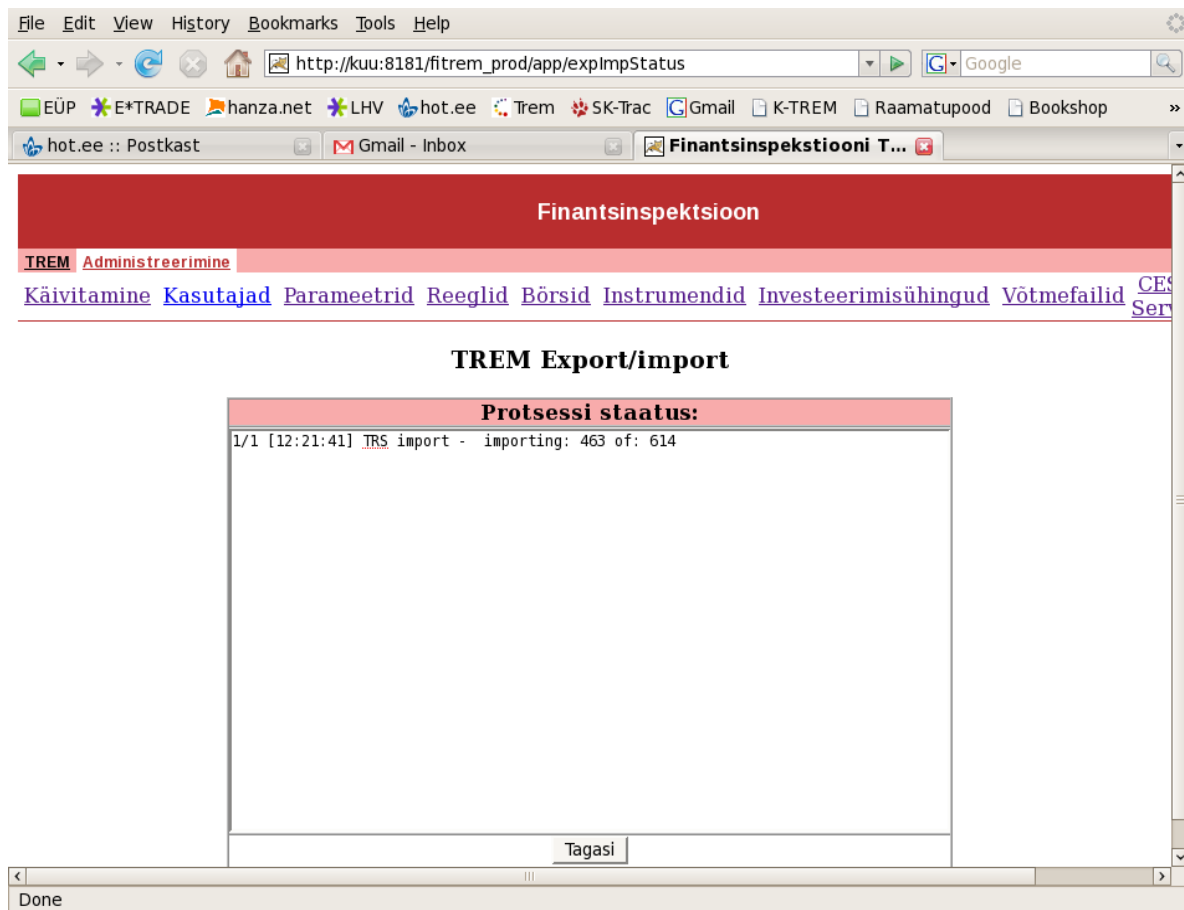 File Edit View History Bookmarks Tools Help
http://kuu:8181/fitrem_prod/app/expImpStatus G Google
EÜP E*TRADE hanza.net LHV hot.ee Trem SK-Trac Gmail K-TREM Raamatupood Bookshop »
hot.ee :: Postkast Gmail - Inbox Finantsinspekstiooni T...
Finantsinspektsioon
TREM Administreerimine
Käivitamine Kasutajad Parameetrid Reeglid Börsid Instrumendid Investeerimisühingud Võtmefailid
TREM Export/import
Protsessi staatus:
1/1 [12:21:41] TRS import - importing: 463 of: 614
Tagasi
Done